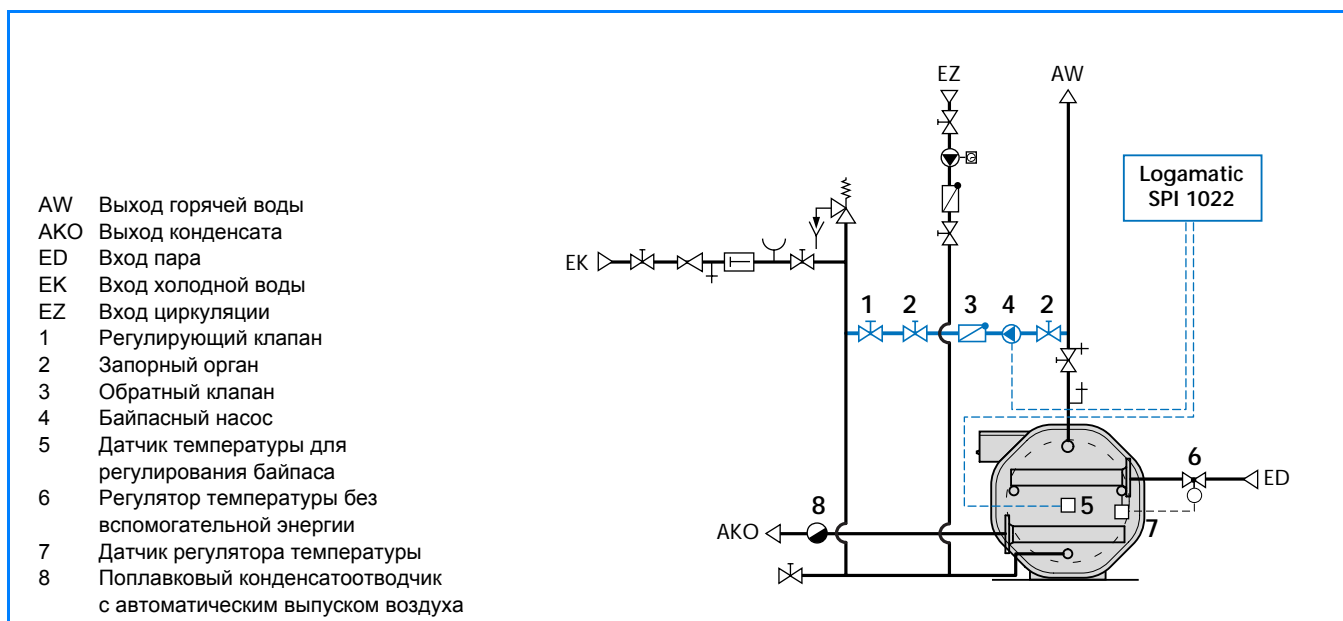 AW Выход горячей воды
AKO Выход конденсата
ED Вход пара
EK Вход холодной воды
EZ Вход циркуляции
1 Регулирующий клапан
2 Запорный орган
3 Обратный клапан
4 Байпасный насос
5 Датчик температуры для
регулирования байпаса
6 Регулятор температуры без
вспомогательной энергии
7 Датчик регулятора температуры
8 Поплавковый конденсатоотводчик
с автоматическим выпуском воздуха
EZ
AW
Logamatic
SPI 1022
EK
1 2 3 4 2
6
ED
5
7
8
AKO